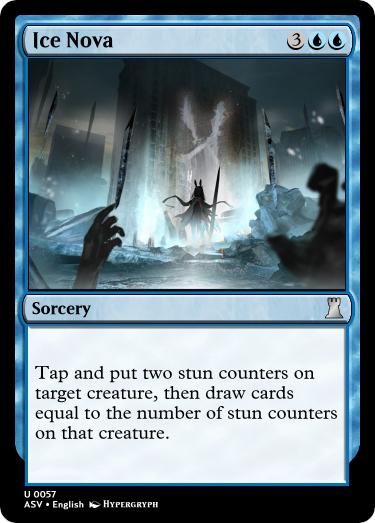 Ice Nova 3
Sorcery
Tap and put two stun counters on
target creature, then draw cards
equal to the number of stun counters
on that creature.
U 0057
ASV • English HYPERGRYPH